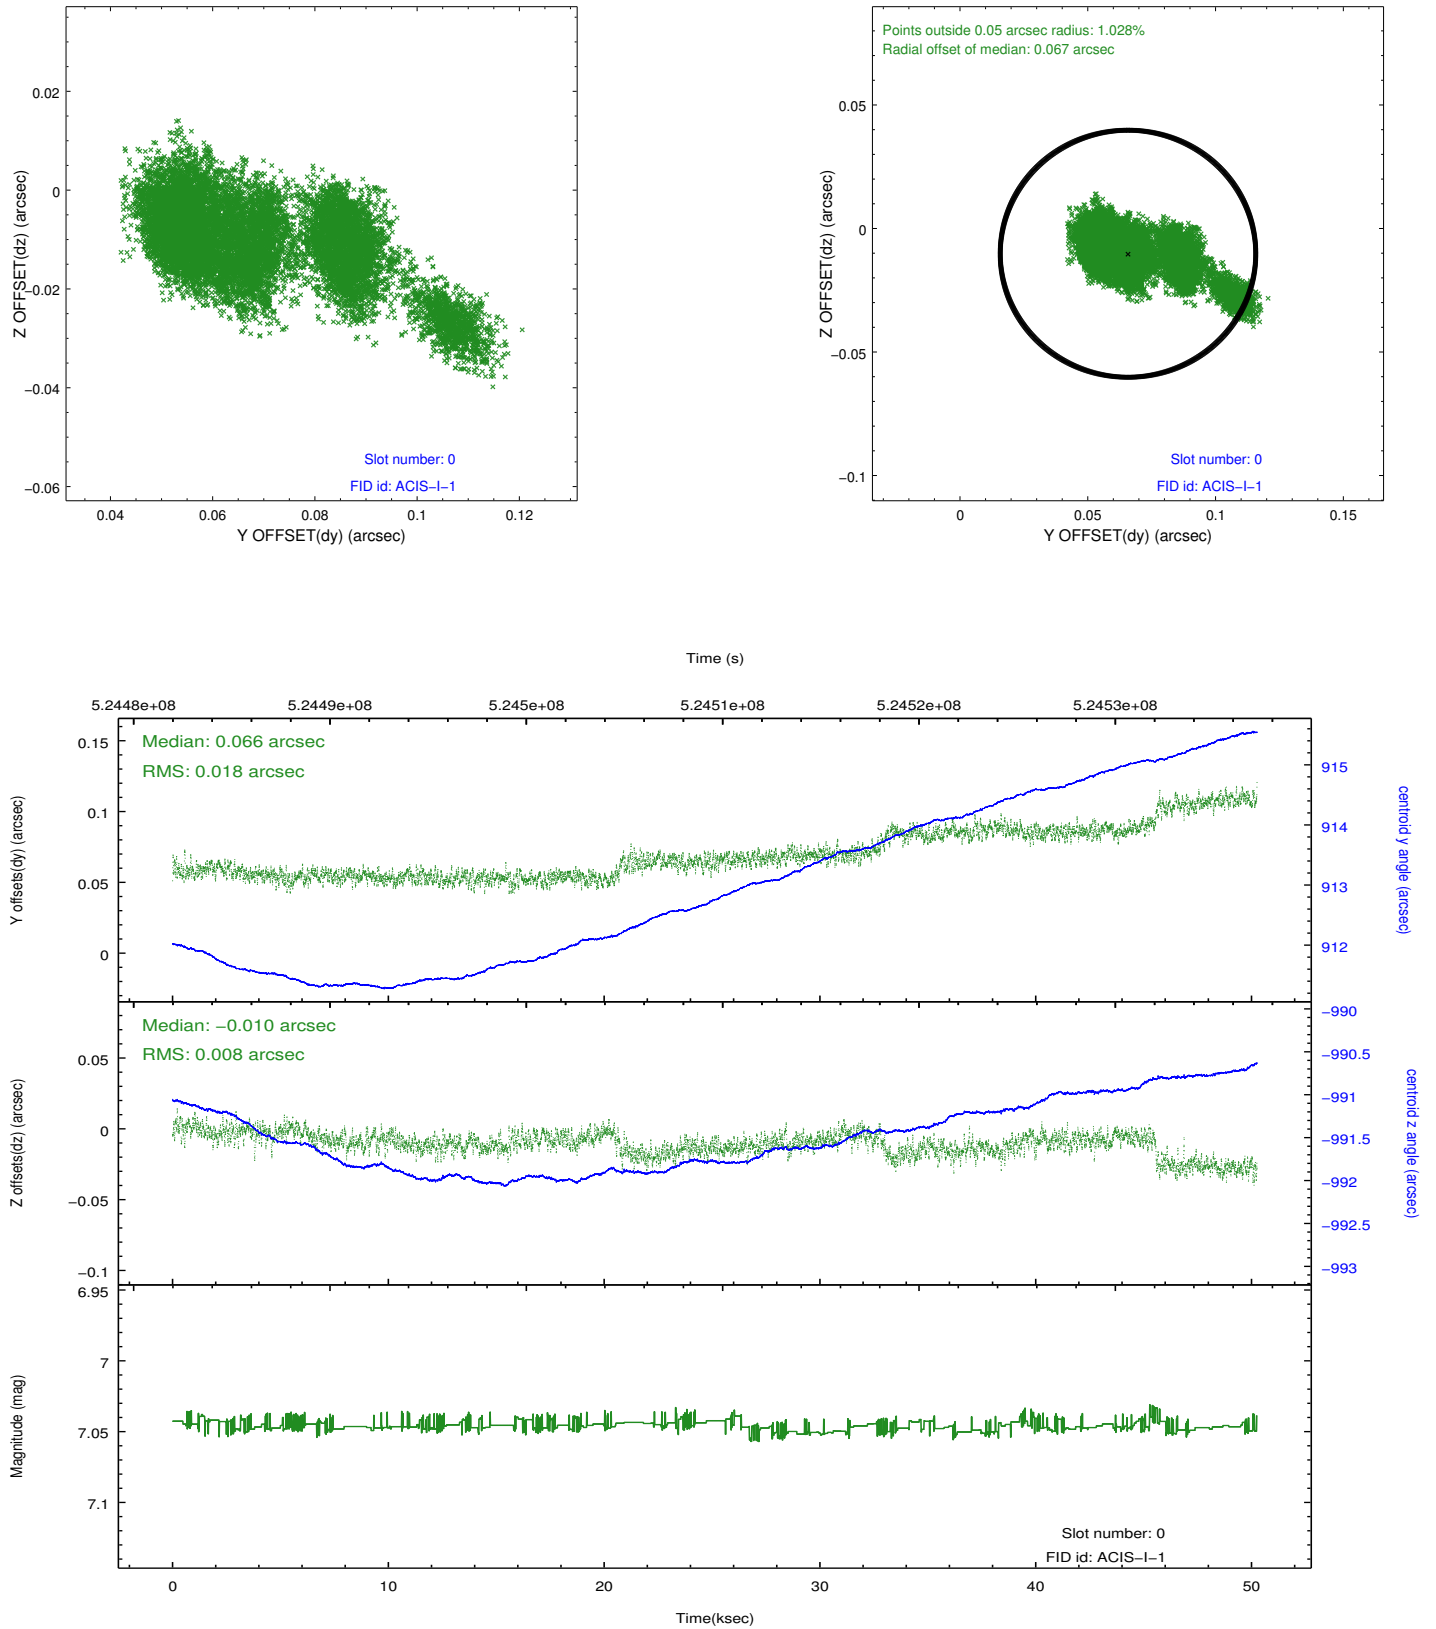 0.02
0
−0.02
−0.04
−0.06
Z OFFSET(dz) (arcsec)
Slot number: 0
FID id: ACIS−I−1
0.04 0.06 0.08 0.1 0.12
Y OFFSET(dy) (arcsec)
Points outside 0.05 arcsec radius: 1.028%
Radial offset of median: 0.067 arcsec
0.05
0
−0.05
−0.1
Z OFFSET(dz) (arcsec)
Slot number: 0
FID id: ACIS−I−1
0 0.05 0.1 0.15
Y OFFSET(dy) (arcsec)
Time (s)
5.2448e+08 5.2449e+08 5.245e+08 5.2451e+08 5.2452e+08 5.2453e+08
Median: 0.066 arcsec
RMS: 0.018 arcsec
0.15
0.1
0.05
0
Y offsets(dy) (arcsec)
915
914
913
912
centroid y angle (arcsec)
Median: −0.010 arcsec
RMS: 0.008 arcsec
0.05
0
−0.05
−0.1
Z offsets(dz) (arcsec)
−990
−990.5
−991
−991.5
−992
−992.5
−993
centroid z angle (arcsec)
6.95
7
7.05
7.1
Magnitude (mag)
Slot number: 0
FID id: ACIS−I−1
0 10 20 30 40 50
Time(ksec)